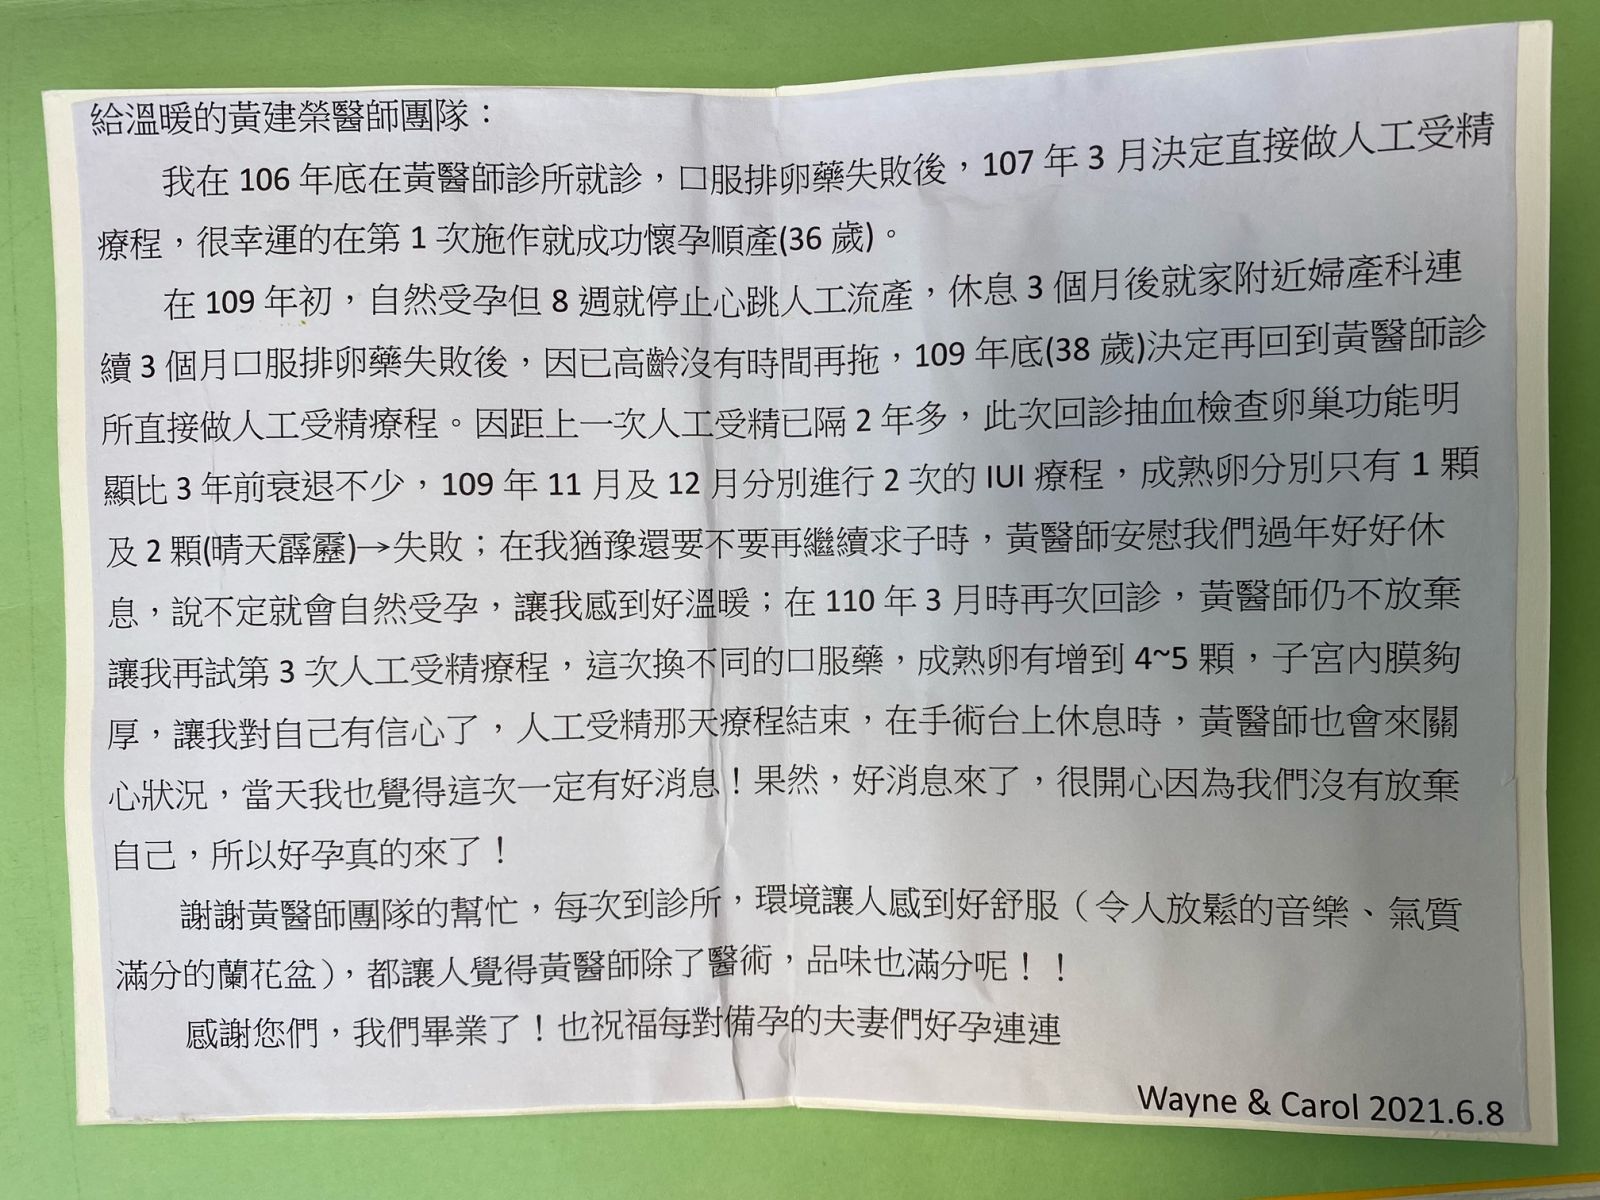 給溫暖的黃建榮醫師團隊：
我在 106 年底在黃醫師診所就診，口服排卵藥失敗後，107 年 3 月決定直接做人工受精
療程，很幸運的在第 1 次施作就成功懷孕順產(36 歲)。
在 109 年初，自然受孕但 8 週就停止心跳人工流產，休息 3 個月後就家附近婦產科連
續 3 個月口服排卵藥失敗後，因已高齡沒有時間再拖，109 年底(38 歲)決定再回到黃醫師診
所直接做人工受精療程。因距上一次人工受精已隔 2 年多，此次回診抽血檢查卵巢功能明
顯比 3 年前衰退不少，109 年 11 月及 12 月分別進行 2 次的 IUI 療程，成熟卵分別只有 1 顆
及 2 顆(晴天霹靂)→失敗；在我猶豫還要不要再繼續求子時，黃醫師安慰我們過年好好休
息，說不定就會自然受孕，讓我感到好溫暖；在 110 年 3 月時再次回診，黃醫師仍不放棄
讓我再試第 3 次人工受精療程，這次換不同的口服藥，成熟卵有增到 4~5 顆，子宮內膜夠
厚，讓我對自己有信心了，人工受精那天療程結束，在手術台上休息時，黃醫師也會來關
心狀況，當天我也覺得這次一定有好消息！果然，好消息來了，很開心因為我們沒有放棄
自己，所以好孕真的來了！
謝謝黃醫師團隊的幫忙，每次到診所，環境讓人感到好舒服（令人放鬆的音樂、氣質
滿分的蘭花盆），都讓人覺得黃醫師除了醫術，品味也滿分呢！！
感謝您們，我們畢業了！也祝福每對備孕的夫妻們好孕連連
Wayne & Carol 2021.6.8